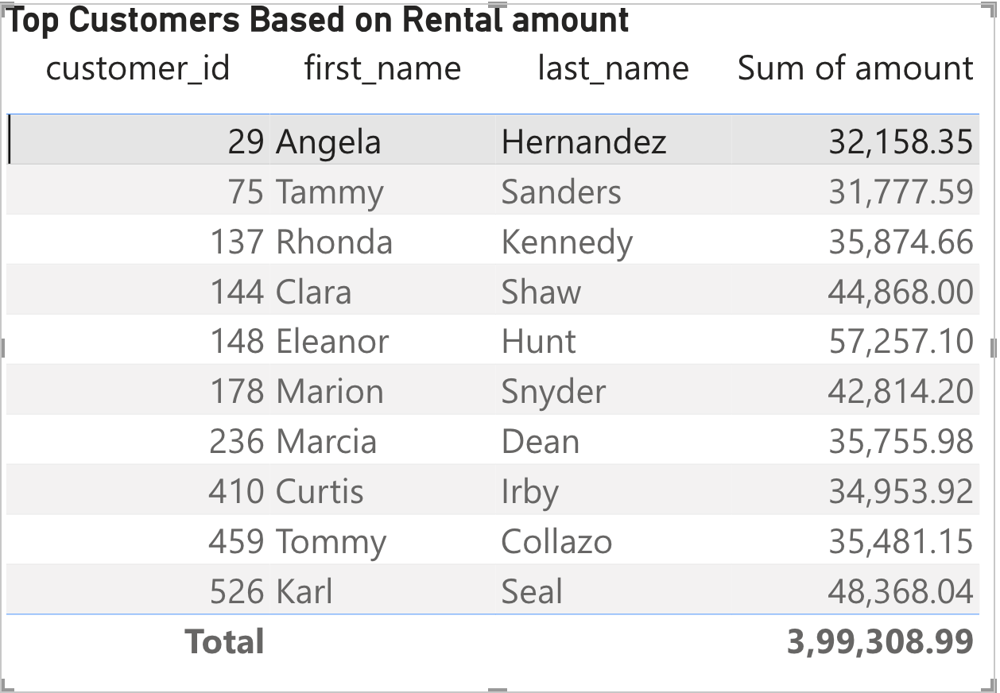 Top Customers Based on Rental amount
customer_id first_name last_name Sum of amount
29 Angela Hernandez 32,158.35
75 Tammy Sanders 31,777.59
137 Rhonda Kennedy 35,874.66
144 Clara Shaw 44,868.00
148 Eleanor Hunt 57,257.10
178 Marion Snyder 42,814.20
236 Marcia Dean 35,755.98
410 Curtis Irby 34,953.92
459 Tommy Collazo 35,481.15
526 Karl Seal 48,368.04
Total 3,99,308.99